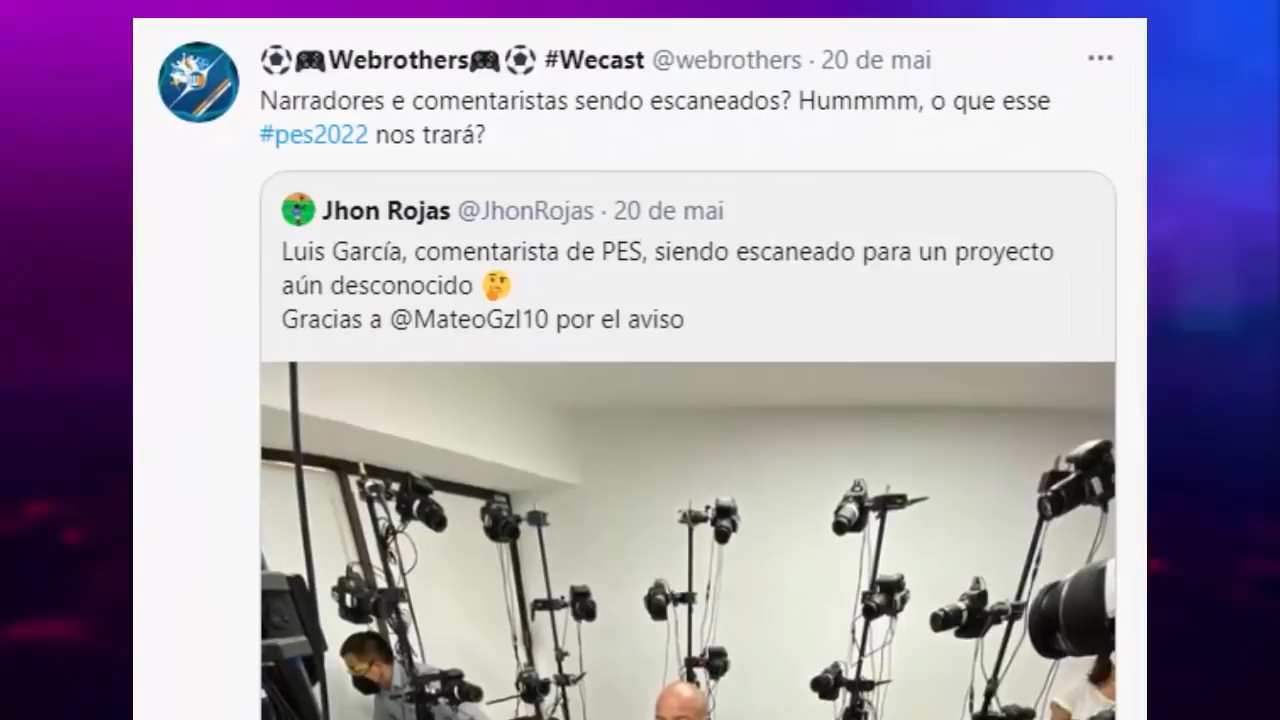 ⚽🎮Webrothers🎮⚽ #Wecast @webrothers · 20 de mai
Narradores e comentaristas sendo escaneados? Hummmm, o que esse
#pes2022 nos trará?
Jhon Rojas @JhonRojas · 20 de mai
Luis García, comentarista de PES, siendo escaneado para un proyecto
aún desconocido 🤔
Gracias a @MateoGzl10 por el aviso